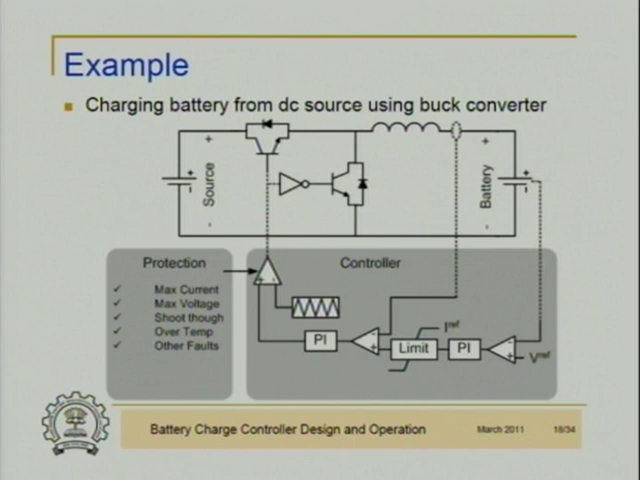 Example
Charging battery from dc source using buck converter
+
+
+
+
Source
Battery
-
-
Protection
Controller
Max Current
Max Voltage
Shoot though
Over Temp
Other Faults
+ -
PI
-
+
Limit
I ref
PI
-
+
V ref
Battery Charge Controller Design and Operation
March 2011
18/34